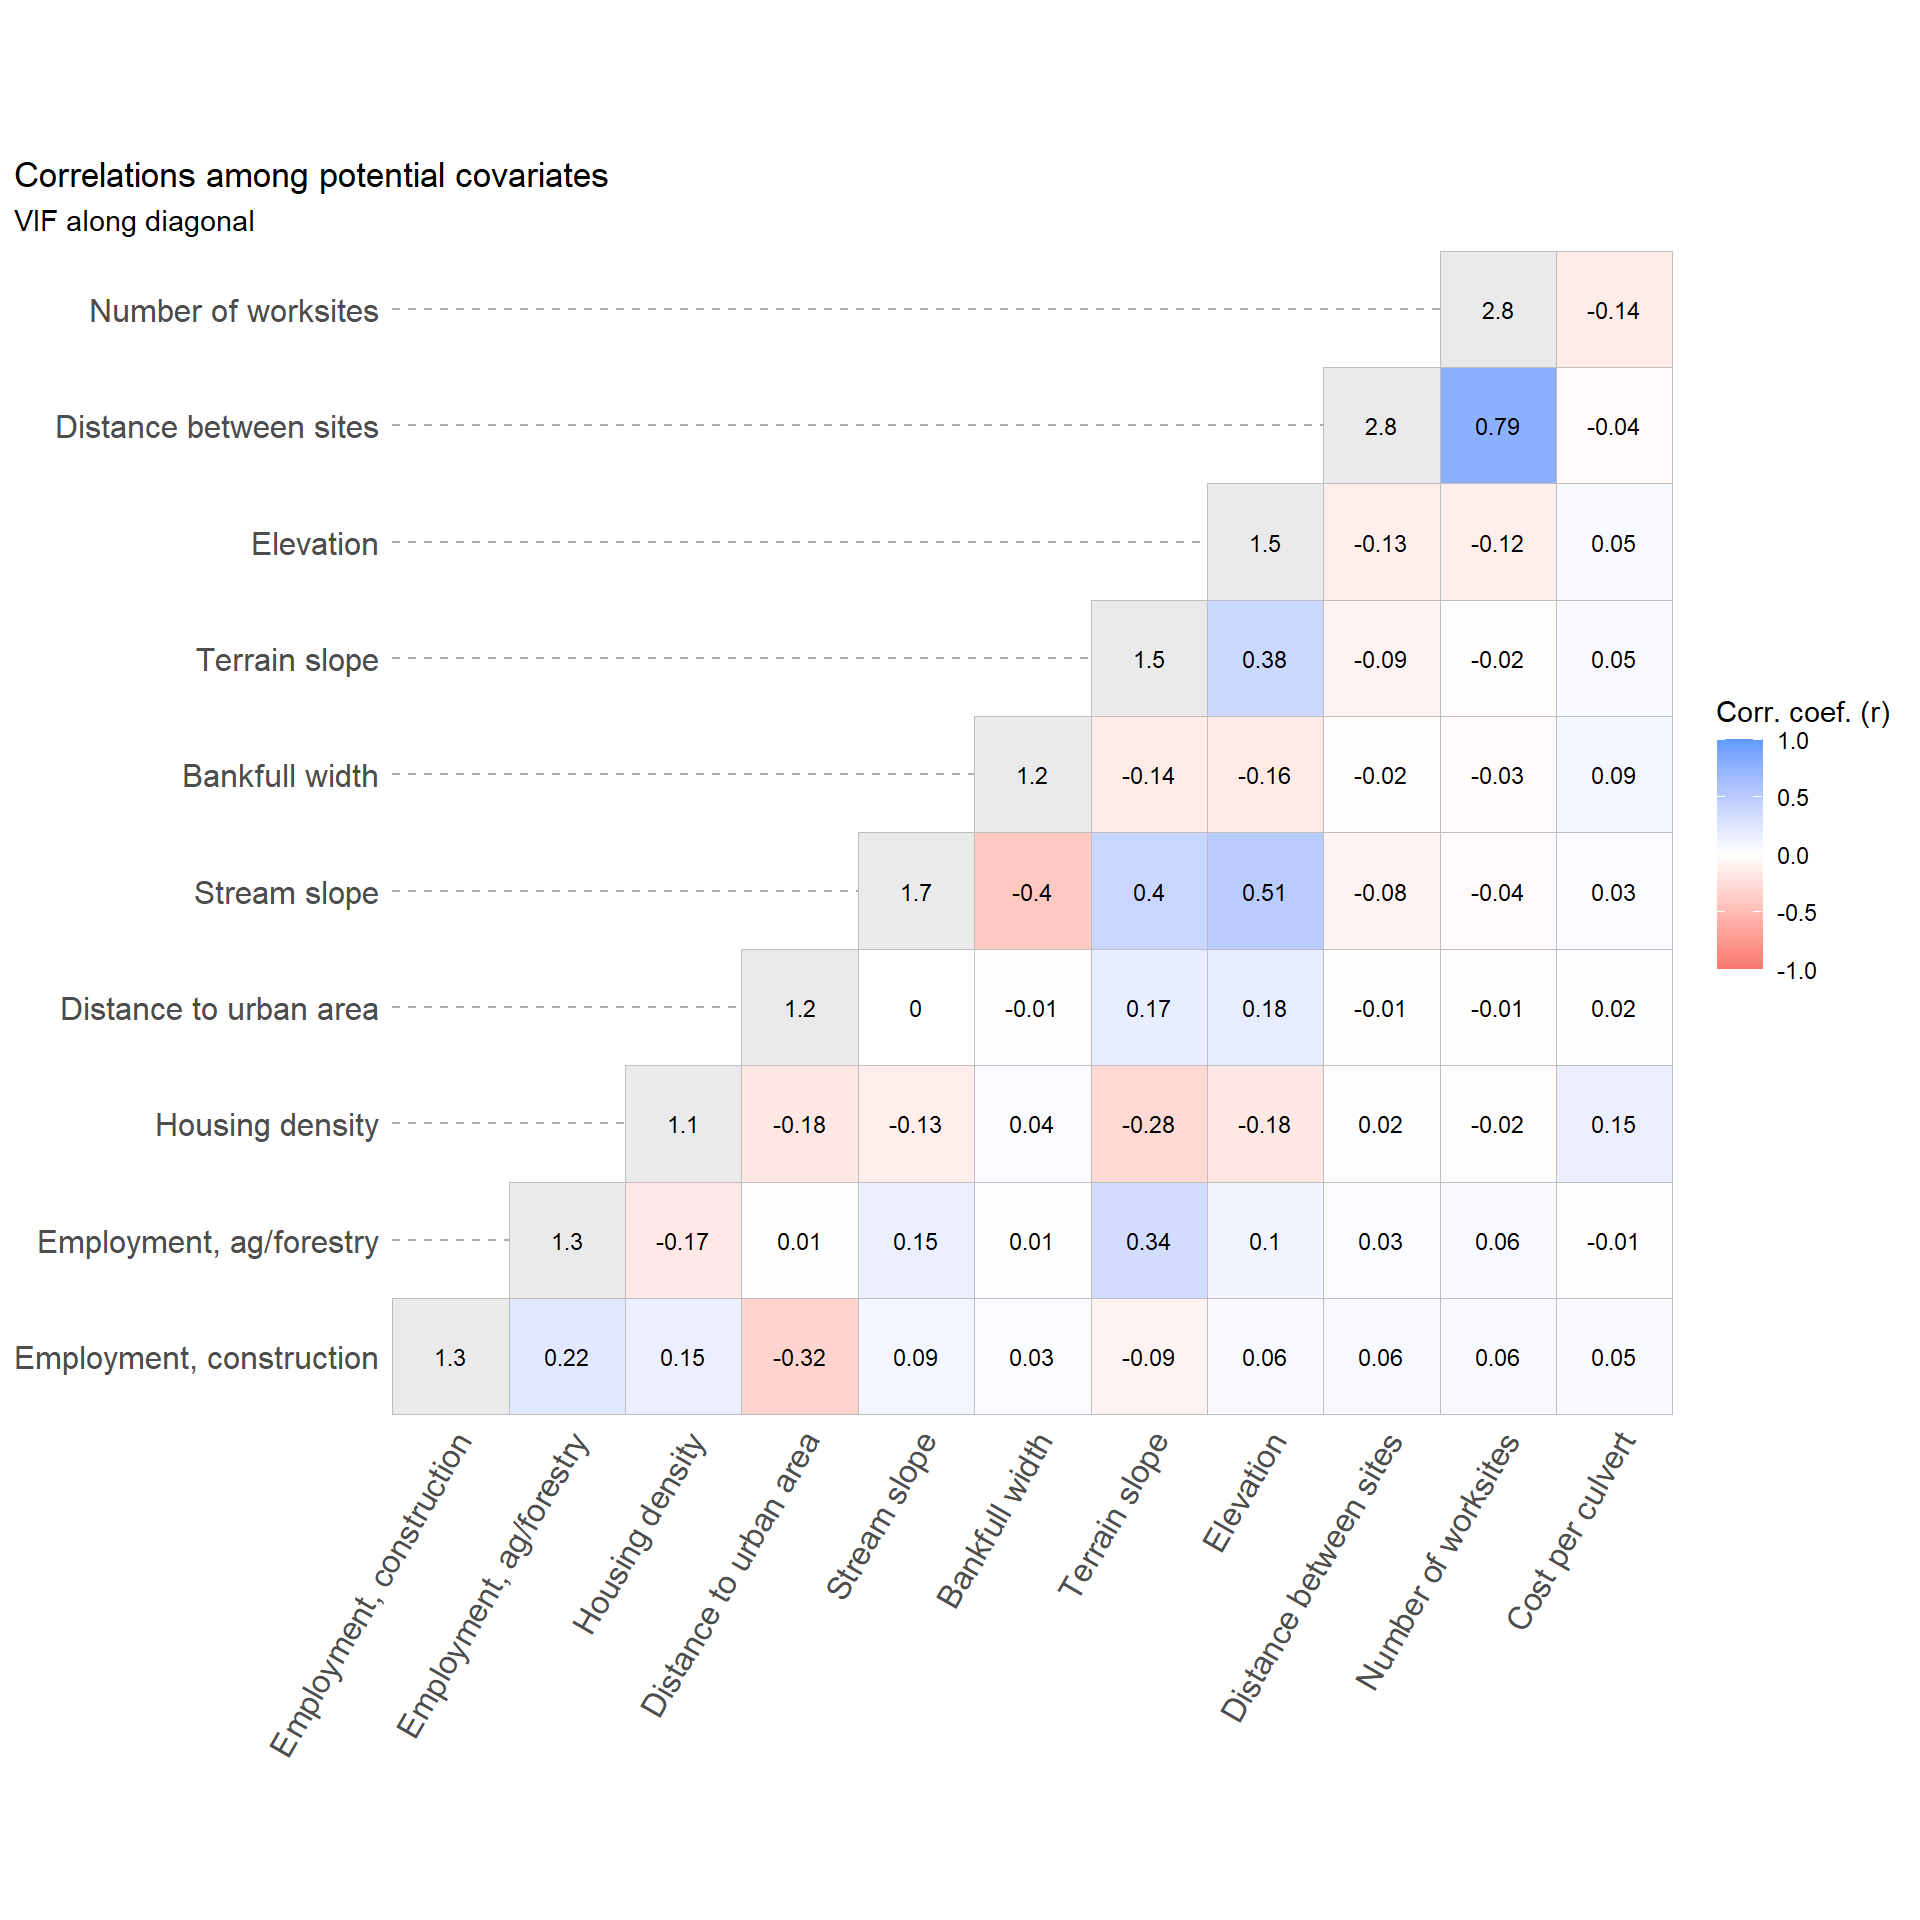 Correlations among potential covariates
VIF along diagonal
Number of worksites 2.8 -0.14
Distance between sites 2.8 0.79 -0.04
Elevation 1.5 -0.13 -0.12 0.05
Terrain slope 1.5 0.38 -0.09 -0.02 0.05
Bankfull width 1.2 -0.14 -0.16 -0.02 -0.03 0.09
Stream slope 1.7 -0.4 0.4 0.51 -0.08 -0.04 0.03
Distance to urban area 1.2 0 -0.01 0.17 0.18 -0.01 -0.01 0.02
Housing density 1.1 -0.18 -0.13 0.04 -0.28 -0.18 0.02 -0.02 0.15
Employment, ag/forestry 1.3 -0.17 0.01 0.15 0.01 0.34 0.1 0.03 0.06 -0.01
Employment, construction 1.3 0.22 0.15 -0.32 0.09 0.03 -0.09 0.06 0.06 0.06 0.05
Employment, construction
Employment, ag/forestry
Housing density
Distance to urban area
Stream slope
Bankfull width
Terrain slope
Elevation
Distance between sites
Number of worksites
Cost per culvert
Corr. coef. (r)
1.0
0.5
0.0
-0.5
-1.0